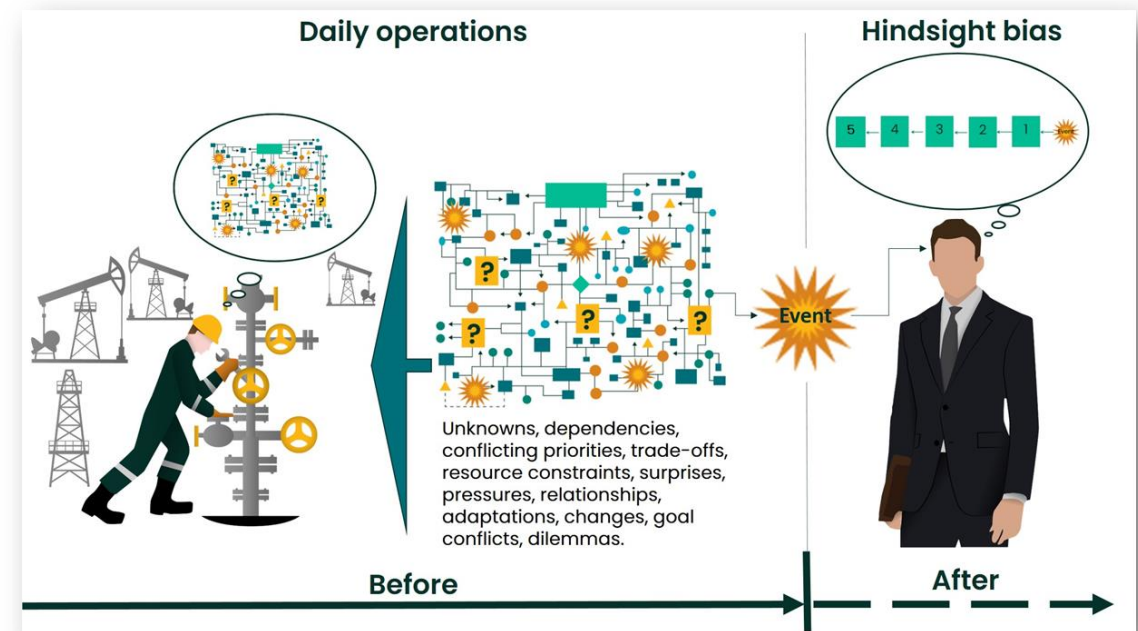 Daily operations
Hindsight bias
5 4 3 2 1 Event
?
?
?
?
?
?
?
?
Event
Unknowns, dependencies,
conflicting priorities, trade-offs,
resource constraints, surprises,
pressures, relationships,
adaptations, changes, goal
conflicts, dilemmas.
Before
After